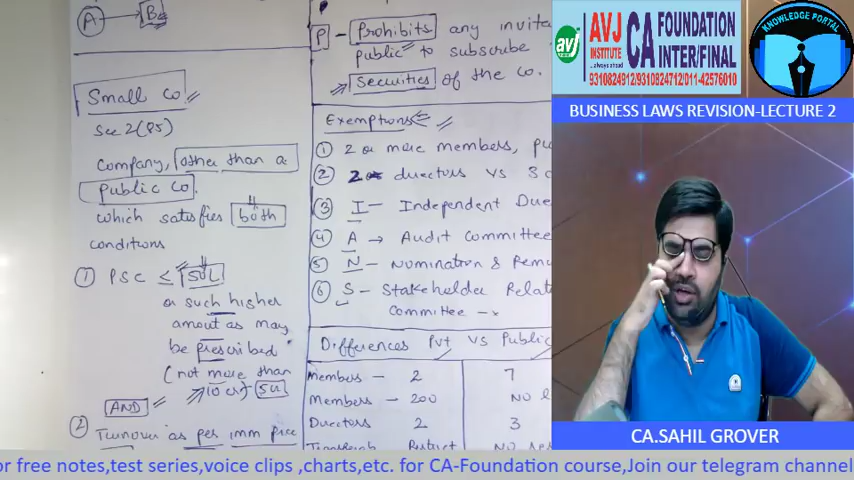 A → B
Small Co
Sec 2(85)
Company, other than a
Public Co.
which satisfies both
conditions
① PSC ≤ 50L
or such higher
amount as may
be prescribed
(not more than
10 cr)
AND
② Turnover as per imm
P - Prohibits any invita
public to subscribe
Securities of the co.
Exemptions
① 2 or more members,
② 2 directors VS 3
③ I - Independent
④ A → Audit Committee
⑤ N - Nomination & Remu
⑥ S - Stakeholder Relat
Committee - x
Differences Pvt VS Public
Members - 2 7
Members - 200 NO
Directors 2 3
Restrict
AVJ
INSTITUTE
...always ahead
avj
CA FOUNDATION
INTER/FINAL
9310824912/9310824712/011-42576010
KNOWLEDGE PORTAL
BUSINESS LAWS REVISION-LECTURE 2
CA.SAHIL GROVER
or free notes,test series,voice clips ,charts,etc. for CA-Foundation course,Join our telegram channel